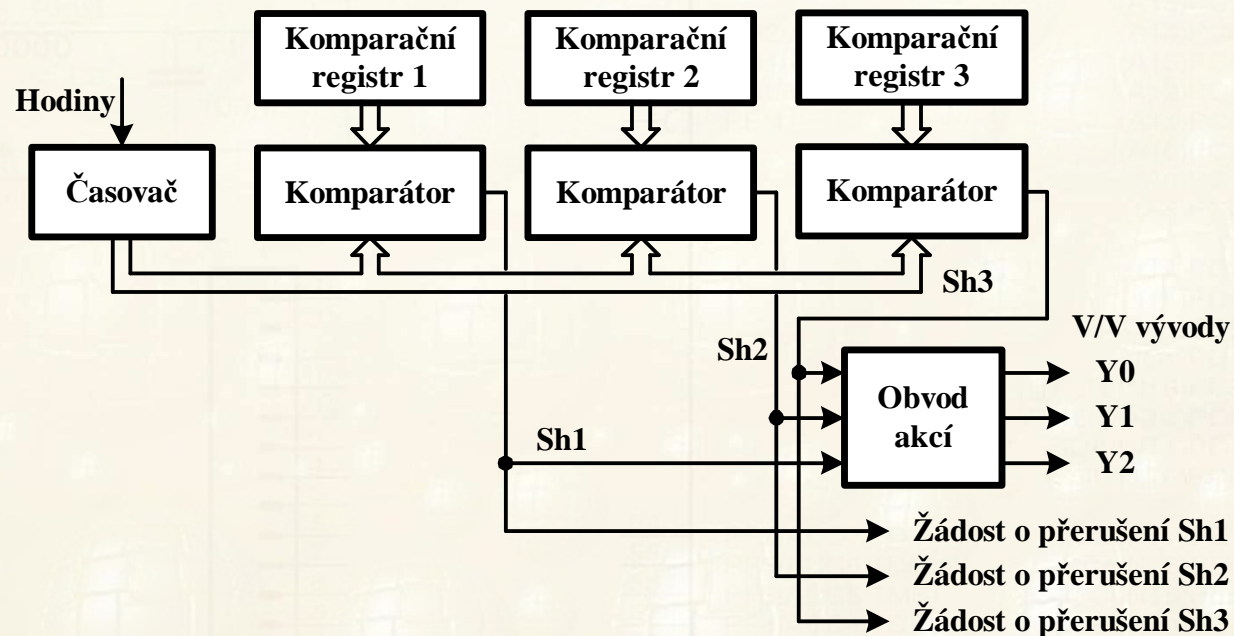 Komparační
registr 1
Komparační
registr 2
Komparační
registr 3
Hodiny
Časovač
Komparátor
Komparátor
Komparátor
Sh3
V/V vývody
Sh2
Y0
Obvod
akcí
Y1
Sh1
Y2
Žádost o přerušení Sh1
Žádost o přerušení Sh2
Žádost o přerušení Sh3